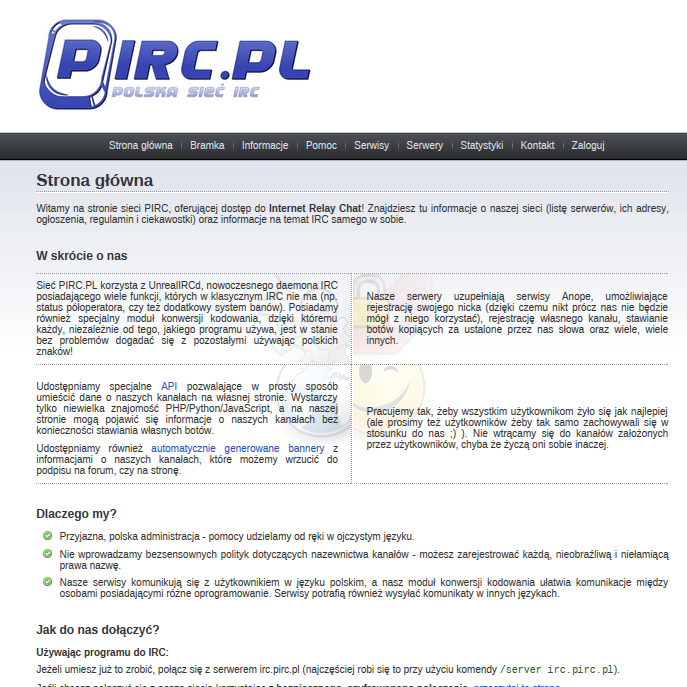 PIRC.PL
POLSKA SIEĆ IRC
Strona główna Bramka Informacje Pomoc Serwisy Serwery Statystyki Kontakt Zaloguj
Strona główna
Witamy na stronie sieci PIRC, oferującej dostęp do Internet Relay Chat! Znajdziesz tu informacje o naszej sieci (listę serwerów, ich adresy,
ogłoszenia, regulamin i ciekawostki) oraz informacje na temat IRC samego w sobie.
W skrócie o nas
Sieć PIRC.PL korzysta z UnrealIRCd, nowoczesnego daemona IRC
posiadającego wiele funkcji, których w klasycznym IRC nie ma (np.
status półoperatora, czy też dodatkowy system banów). Posiadamy
również specjalny moduł konwersji kodowania, dzięki któremu
każdy, niezależnie od tego, jakiego programu używa, jest w stanie
bez problemów dogadać się z pozostałymi używając polskich
znaków!
Nasze serwery uzupełniają serwisy Anope, umożliwiające
rejestrację swojego nicka (dzięki czemu nikt prócz nas nie będzie
mógł z niego korzystać), rejestrację własnego kanału, stawianie
botów kopiących za ustalone przez nas słowa oraz wiele, wiele
innych.
Udostępniamy specjalne API pozwalające w prosty sposób
umieścić dane o naszych kanałach na własnej stronie. Wystarczy
tylko niewielka znajomość PHP/Python/JavaScript, a na naszej
stronie mogą pojawić się informacje o naszych kanałach bez
konieczności stawiania własnych botów.
Udostępniamy również automatycznie generowane bannery z
informacjami o naszych kanałach, które możemy wrzucić do
podpisu na forum, czy na stronę.
Pracujemy tak, żeby wszystkim użytkownikom żyło się jak najlepiej
(ale prosimy też użytkowników żeby tak samo zachowywali się w
stosunku do nas ;) ). Nie wtrącamy się do kanałów założonych
przez użytkowników, chyba że życzą oni sobie inaczej.
Dlaczego my?
Przyjazna, polska administracja - pomocy udzielamy od ręki w ojczystym języku.
Nie wprowadzamy bezsensownych polityk dotyczących nazewnictwa kanałów - możesz zarejestrować każdą, nieobraźliwą i niełamiącą
prawa nazwę.
Nasze serwisy komunikują się z użytkownikiem w języku polskim, a nasz moduł konwersji kodowania ułatwia komunikacje między
osobami posiadającymi różne oprogramowanie. Serwisy potrafią również wysyłać komunikaty w innych językach.
Jak do nas dołączyć?
Używając programu do IRC:
Jeżeli umiesz już to zrobić, połącz się z serwerem irc.pirc.pl (najczęściej robi się to przy użyciu komendy /server irc.pirc.pl).